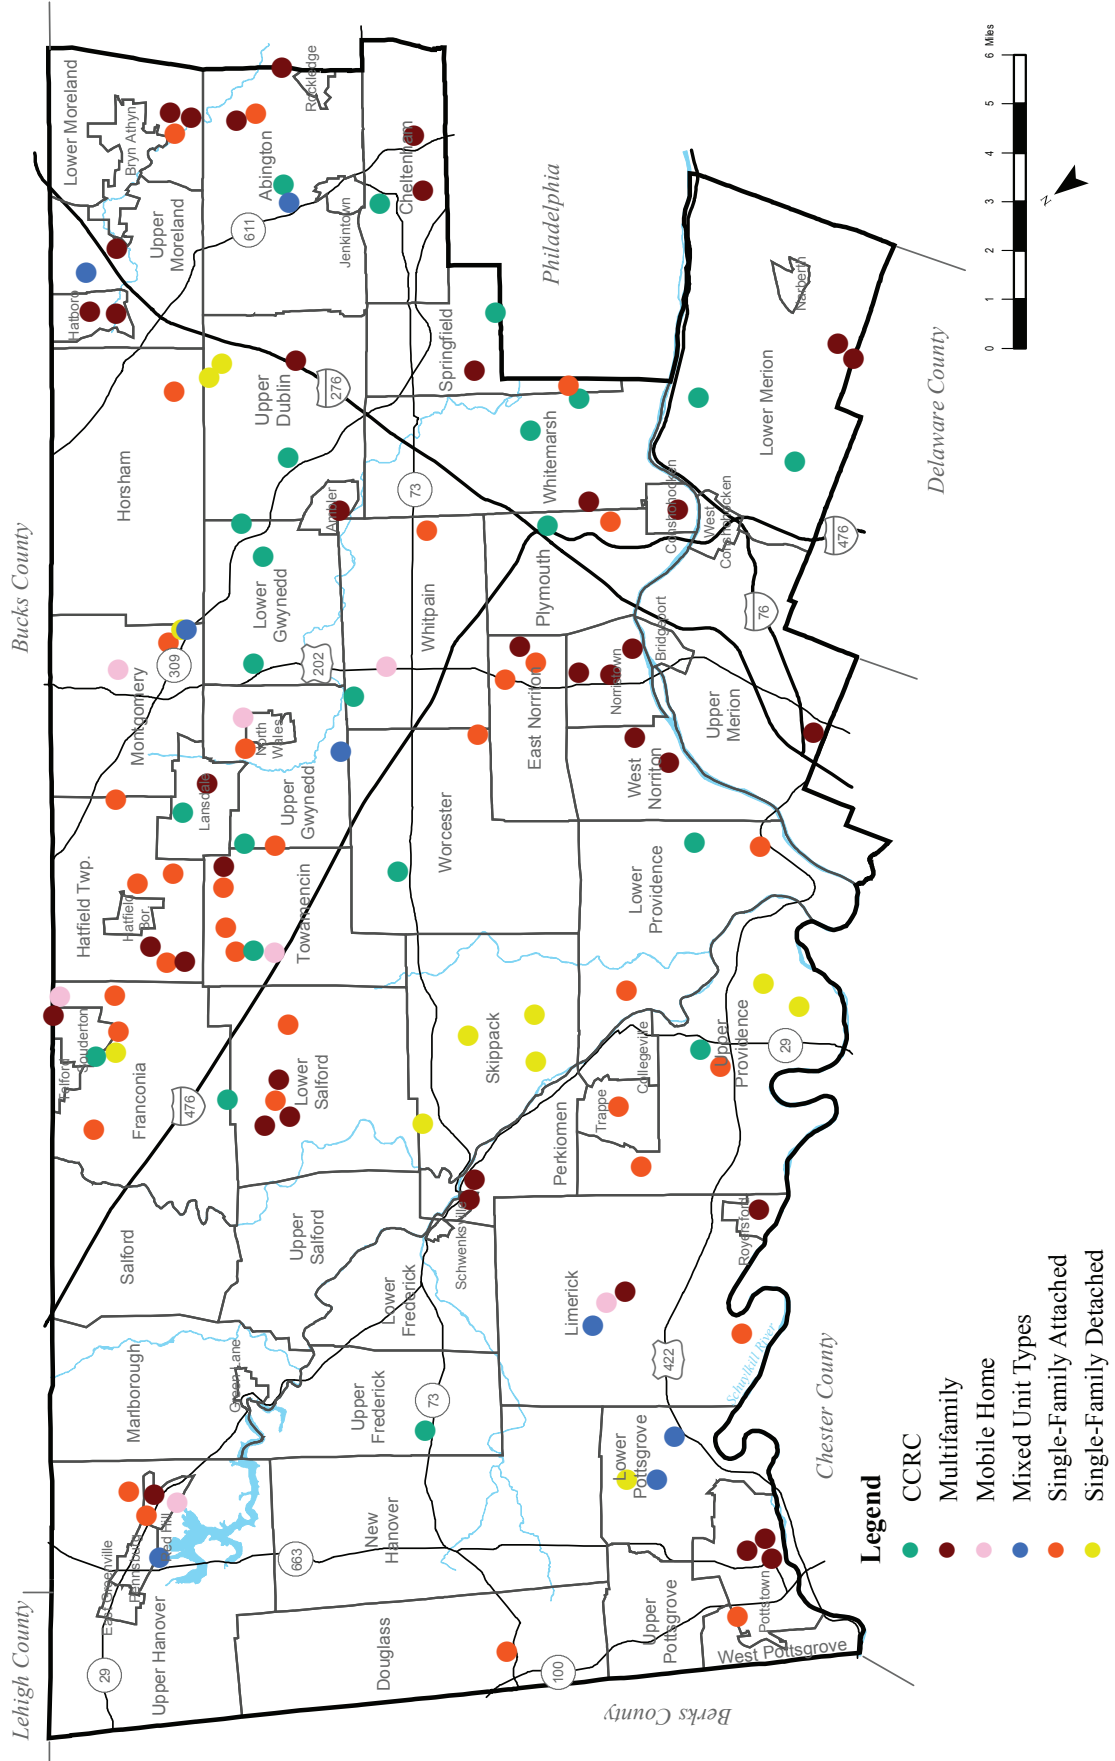 Lehigh County
Bucks County
Berks County
Chester County
Delaware County
Philadelphia
Lower Moreland
Bryn Athyn
Rockledge
Abington
Upper
Moreland
Hatboro
Jenkintown
Cheltenham
Springfield
Upper
Dublin
Horsham
Ambler
Whitemarsh
Lower Merion
Narberth
Conshohocken
West
Conshohocken
Plymouth
Whitpain
Lower
Gwynedd
Montgomery
North
Wales
Upper
Gwynedd
Lansdale
Hatfield Twp.
Hatfield
Bor.
Towamencin
Worcester
East Norriton
Norristown
Bridgeport
West
Norriton
Upper
Merion
Lower
Providence
Upper
Providence
Skippack
Collegeville
Trappe
Perkiomen
Lower
Salford
Franconia
Souderton
Telford
Salford
Upper
Salford
Schwenksville
Lower
Frederick
Limerick
Royersford
Schuylkill River
Marlborough
Green Lane
Upper
Frederick
Lower
Pottsgrove
New
Hanover
Red Hill
Pennsburg
East Greenville
Upper Hanover
Douglass
Upper
Pottsgrove
Pottstown
West Pottsgrove
611
276
73
309
202
476
76
476
29
422
73
663
29
100
0
1
2
3
4
5
6 Miles
N
Legend
CCRC
Multifamily
Mobile Home
Mixed Unit Types
Single-Family Attached
Single-Family Detached